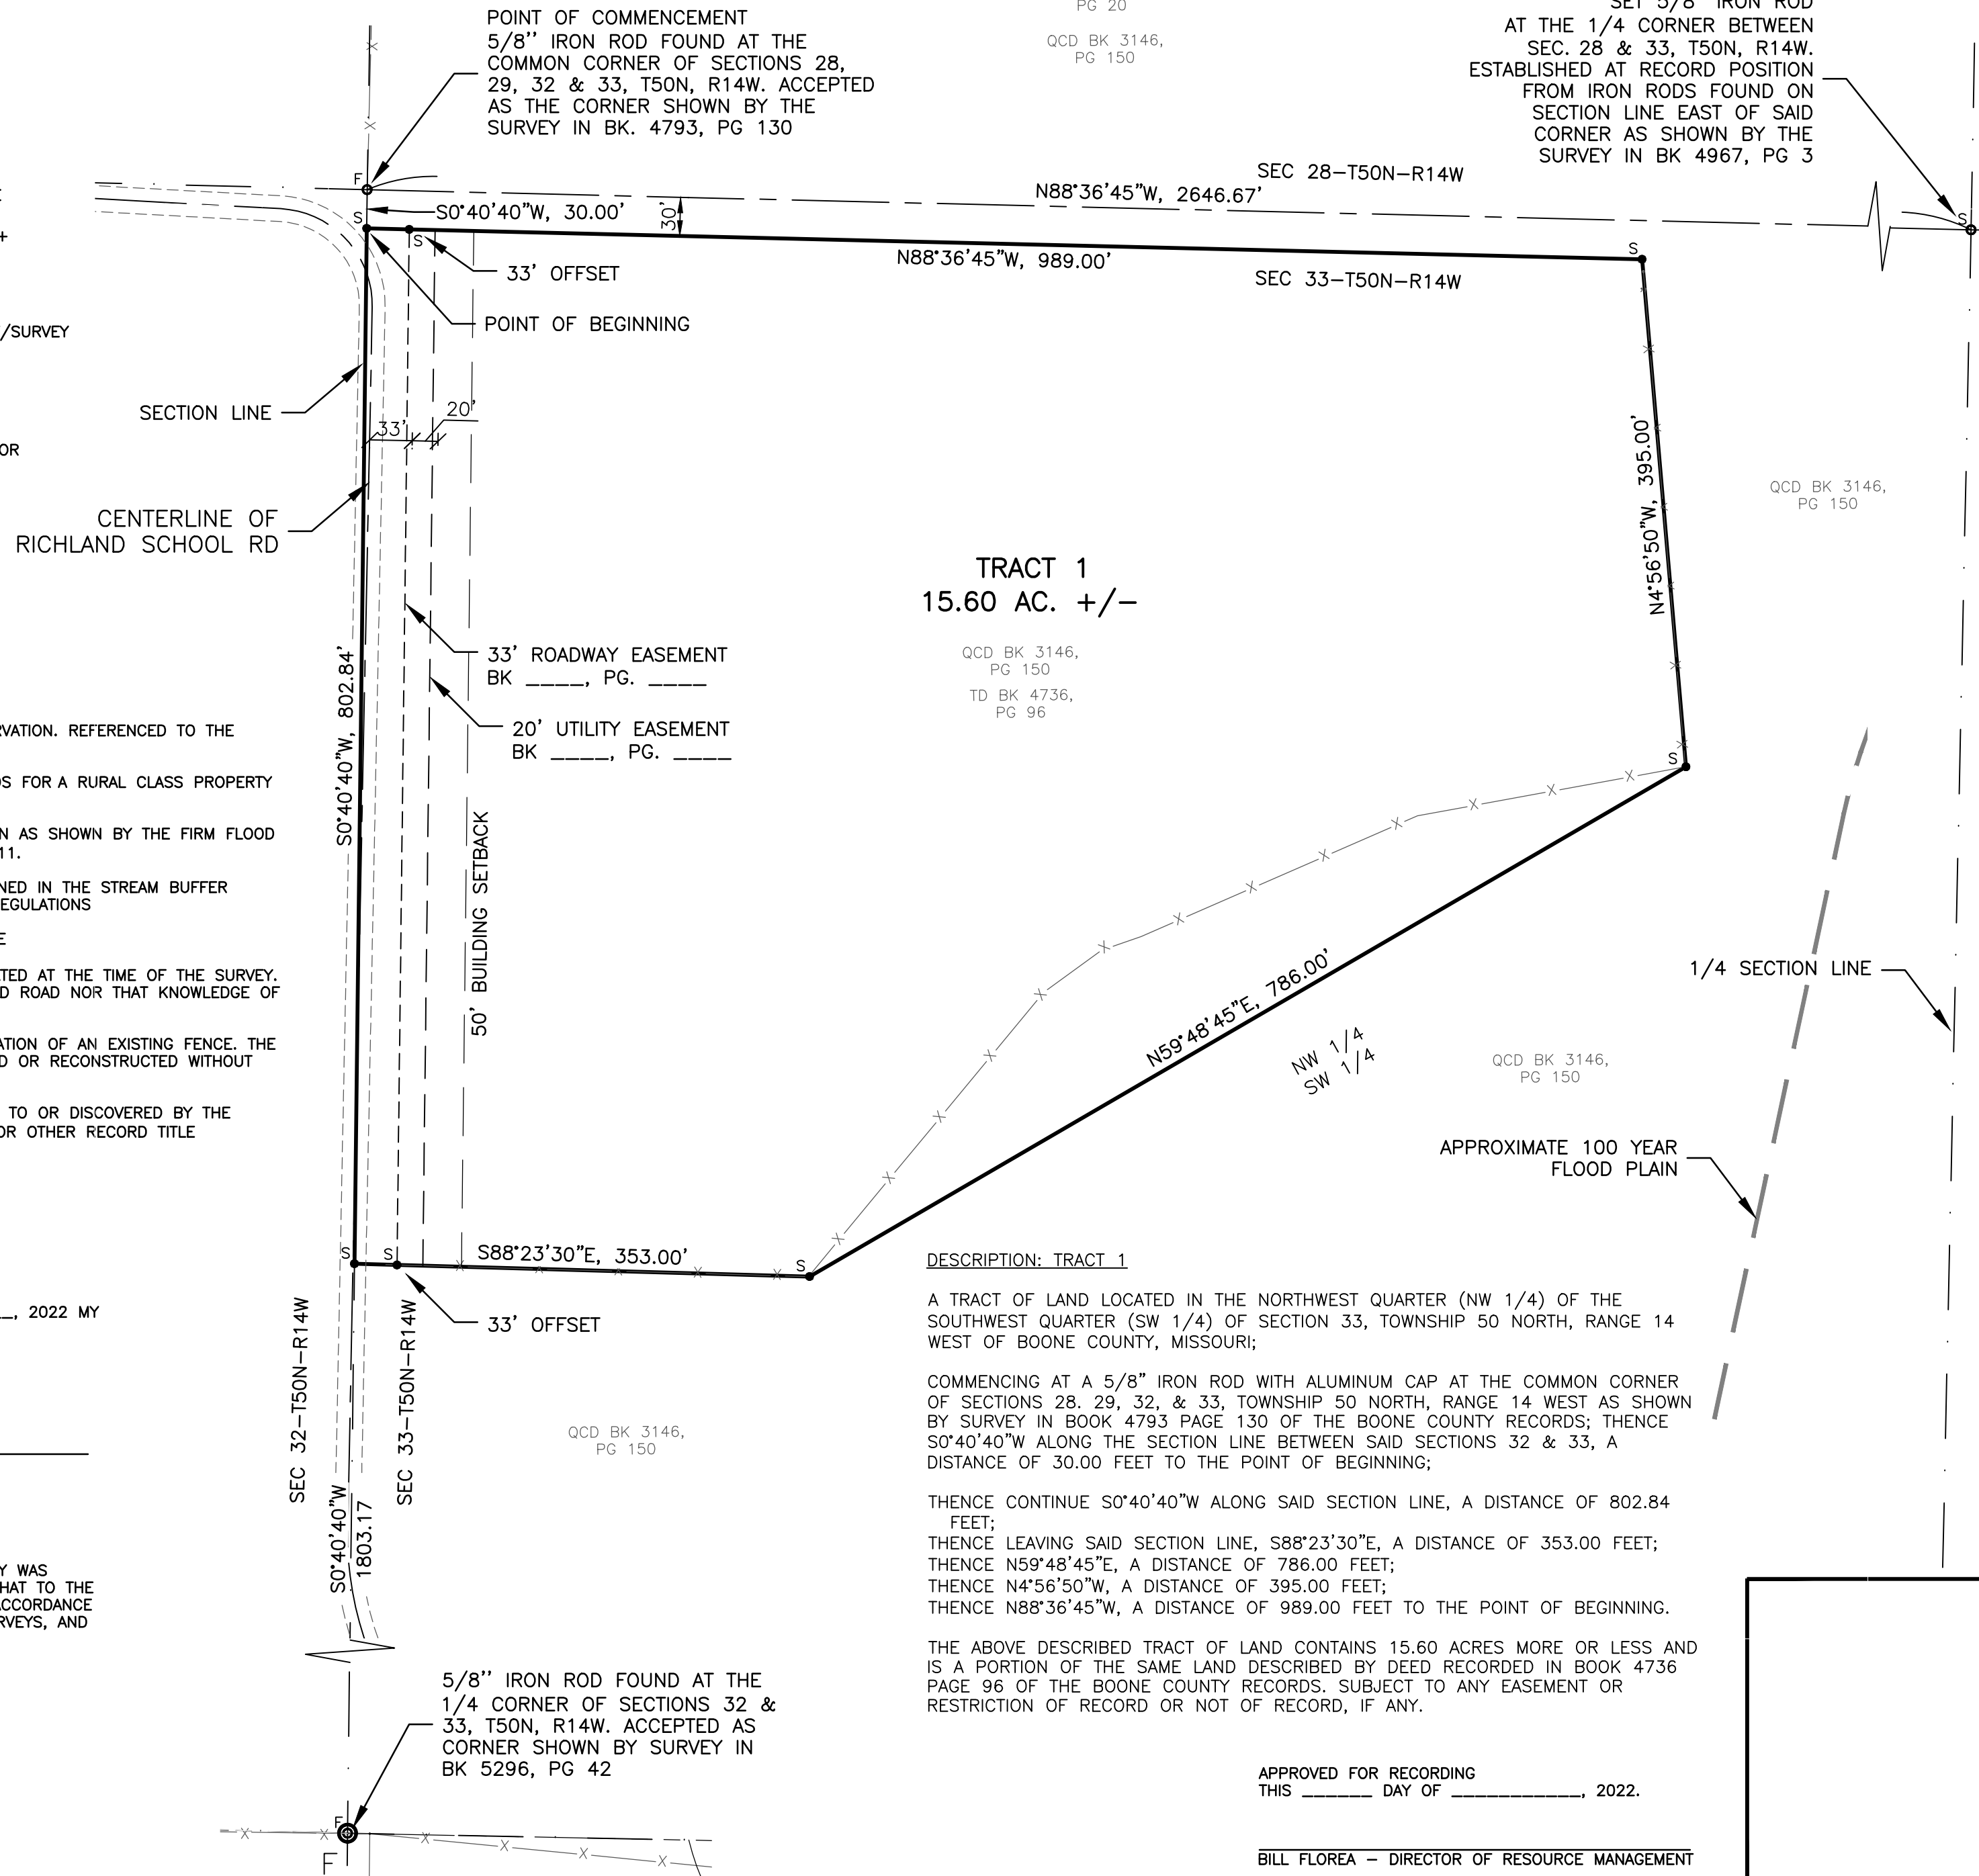 PG 20
QCD BK 3146,
PG 150
POINT OF COMMENCEMENT
5/8'' IRON ROD FOUND AT THE
COMMON CORNER OF SECTIONS 28,
29, 32 & 33, T50N, R14W. ACCEPTED
AS THE CORNER SHOWN BY THE
SURVEY IN BK. 4793, PG 130
SET 5/8" IRON ROD
AT THE 1/4 CORNER BETWEEN
SEC. 28 & 33, T50N, R14W.
ESTABLISHED AT RECORD POSITION
FROM IRON RODS FOUND ON
SECTION LINE EAST OF SAID
CORNER AS SHOWN BY THE
SURVEY IN BK 4967, PG 3
F
SEC 28-T50N-R14W
N88°36'45"W, 2646.67'
S
S0°40'40"W, 30.00'
30'
S
S
S
N88°36'45"W, 989.00'
SEC 33-T50N-R14W
33' OFFSET
POINT OF BEGINNING
/SURVEY
SECTION LINE
20'
33'
OR
CENTERLINE OF
RICHLAND SCHOOL RD
N4°56'50"W, 395.00'
QCD BK 3146,
PG 150
TRACT 1
15.60 AC. +/-
QCD BK 3146,
PG 150
TD BK 4736,
PG 96
33' ROADWAY EASEMENT
BK ____, PG. ____
20' UTILITY EASEMENT
BK ____, PG. ____
S0°40'40"W, 802.84'
50' BUILDING SETBACK
S
RVATION. REFERENCED TO THE
DS FOR A RURAL CLASS PROPERTY
N AS SHOWN BY THE FIRM FLOOD
11.
NED IN THE STREAM BUFFER
EGULATIONS
E
TED AT THE TIME OF THE SURVEY.
D ROAD NOR THAT KNOWLEDGE OF
ATION OF AN EXISTING FENCE. THE
D OR RECONSTRUCTED WITHOUT
TO OR DISCOVERED BY THE
OR OTHER RECORD TITLE
N59°48'45"E, 786.00'
NW 1/4
SW 1/4
1/4 SECTION LINE
QCD BK 3146,
PG 150
APPROXIMATE 100 YEAR
FLOOD PLAIN
S
S
S88°23'30"E, 353.00'
S
33' OFFSET
_, 2022 MY
SEC 32-T50N-R14W
SEC 33-T50N-R14W
QCD BK 3146,
PG 150
S0°40'40"W
1803.17
DESCRIPTION: TRACT 1
A TRACT OF LAND LOCATED IN THE NORTHWEST QUARTER (NW 1/4) OF THE
SOUTHWEST QUARTER (SW 1/4) OF SECTION 33, TOWNSHIP 50 NORTH, RANGE 14
WEST OF BOONE COUNTY, MISSOURI;
COMMENCING AT A 5/8" IRON ROD WITH ALUMINUM CAP AT THE COMMON CORNER
OF SECTIONS 28. 29, 32, & 33, TOWNSHIP 50 NORTH, RANGE 14 WEST AS SHOWN
BY SURVEY IN BOOK 4793 PAGE 130 OF THE BOONE COUNTY RECORDS; THENCE
S0°40'40"W ALONG THE SECTION LINE BETWEEN SAID SECTIONS 32 & 33, A
DISTANCE OF 30.00 FEET TO THE POINT OF BEGINNING;
THENCE CONTINUE S0°40'40"W ALONG SAID SECTION LINE, A DISTANCE OF 802.84
FEET;
THENCE LEAVING SAID SECTION LINE, S88°23'30"E, A DISTANCE OF 353.00 FEET;
THENCE N59°48'45"E, A DISTANCE OF 786.00 FEET;
THENCE N4°56'50"W, A DISTANCE OF 395.00 FEET;
THENCE N88°36'45"W, A DISTANCE OF 989.00 FEET TO THE POINT OF BEGINNING.
THE ABOVE DESCRIBED TRACT OF LAND CONTAINS 15.60 ACRES MORE OR LESS AND
IS A PORTION OF THE SAME LAND DESCRIBED BY DEED RECORDED IN BOOK 4736
PAGE 96 OF THE BOONE COUNTY RECORDS. SUBJECT TO ANY EASEMENT OR
RESTRICTION OF RECORD OR NOT OF RECORD, IF ANY.
Y WAS
HAT TO THE
ACCORDANCE
RVEYS, AND
5/8'' IRON ROD FOUND AT THE
1/4 CORNER OF SECTIONS 32 &
33, T50N, R14W. ACCEPTED AS
CORNER SHOWN BY SURVEY IN
BK 5296, PG 42
F
F
APPROVED FOR RECORDING
THIS ______ DAY OF ___________, 2022.
BILL FLOREA - DIRECTOR OF RESOURCE MANAGEMENT